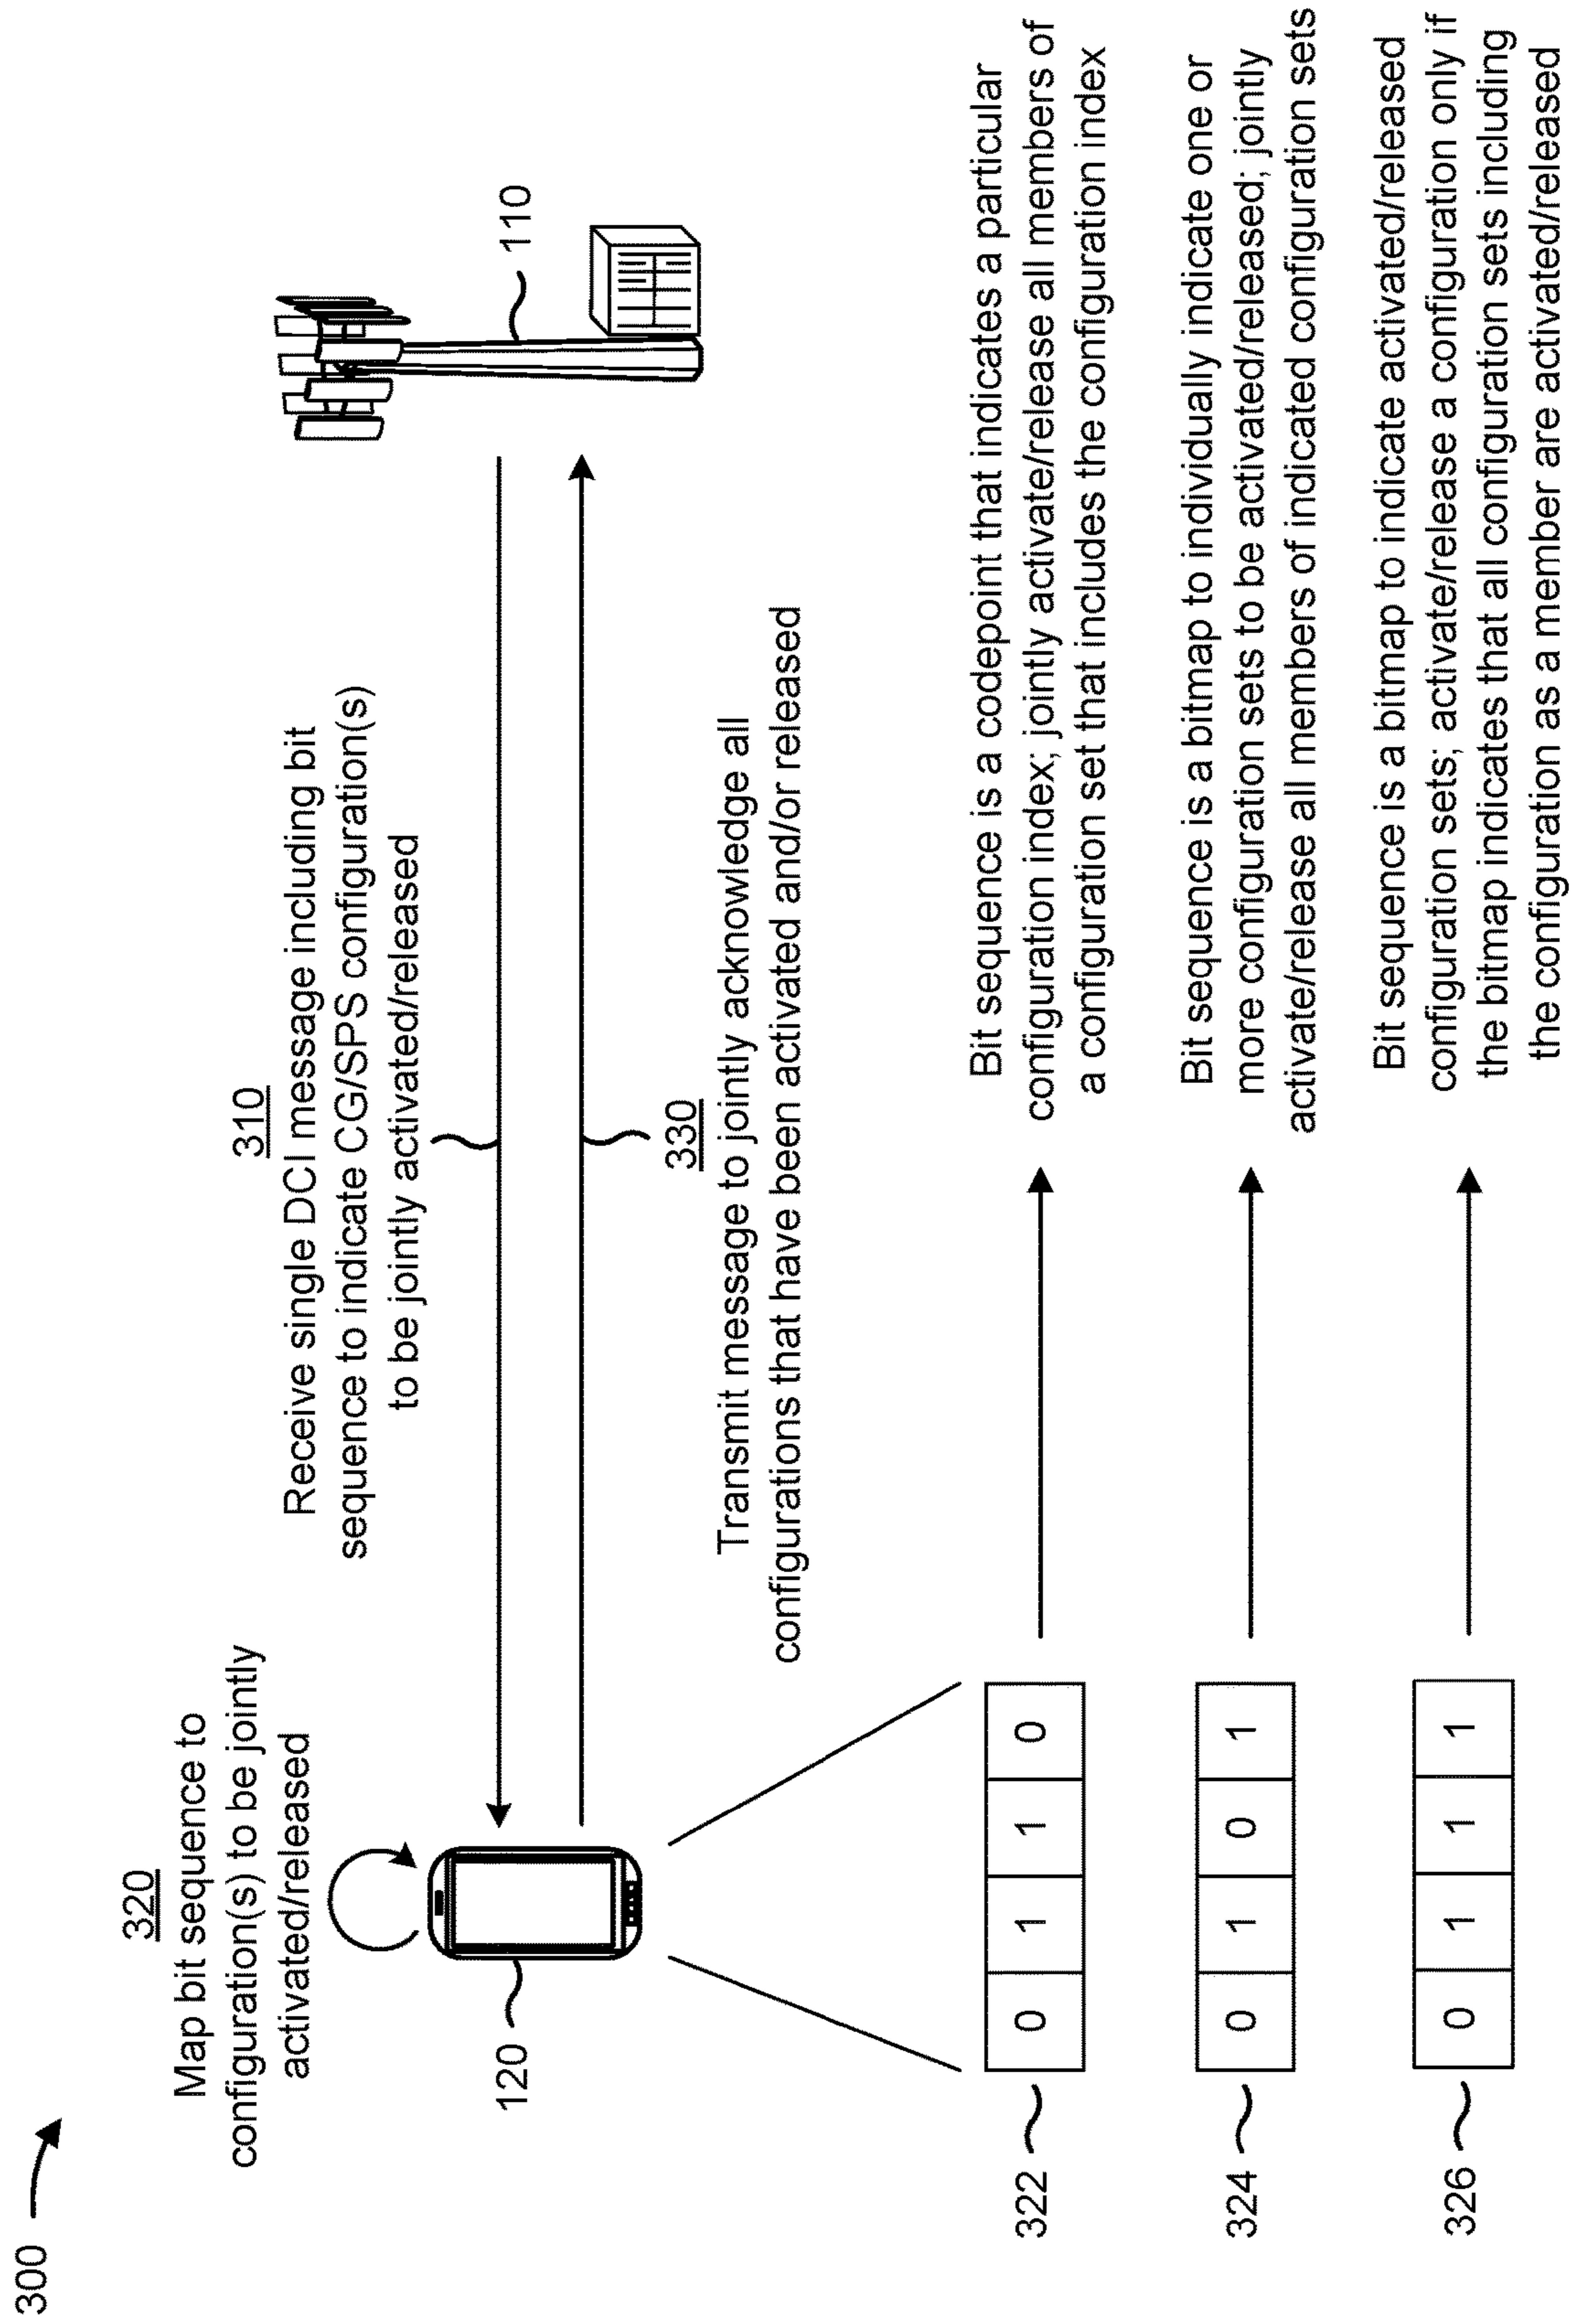 300
320
Map bit sequence to
configuration(s) to be jointly
activated/released
310
Receive single DCI message including bit
sequence to indicate CG/SPS configuration(s)
to be jointly activated/released
110
120
330
Transmit message to jointly acknowledge all
configurations that have been activated and/or released
322
0 1 1 0
Bit sequence is a codepoint that indicates a particular
configuration index; jointly activate/release all members of
a configuration set that includes the configuration index
324
0 1 0 1
Bit sequence is a bitmap to individually indicate one or
more configuration sets to be activated/released; jointly
activate/release all members of indicated configuration sets
326
0 1 1 1
Bit sequence is a bitmap to indicate activated/released
configuration sets; activate/release a configuration only if
the bitmap indicates that all configuration sets including
the configuration as a member are activated/released